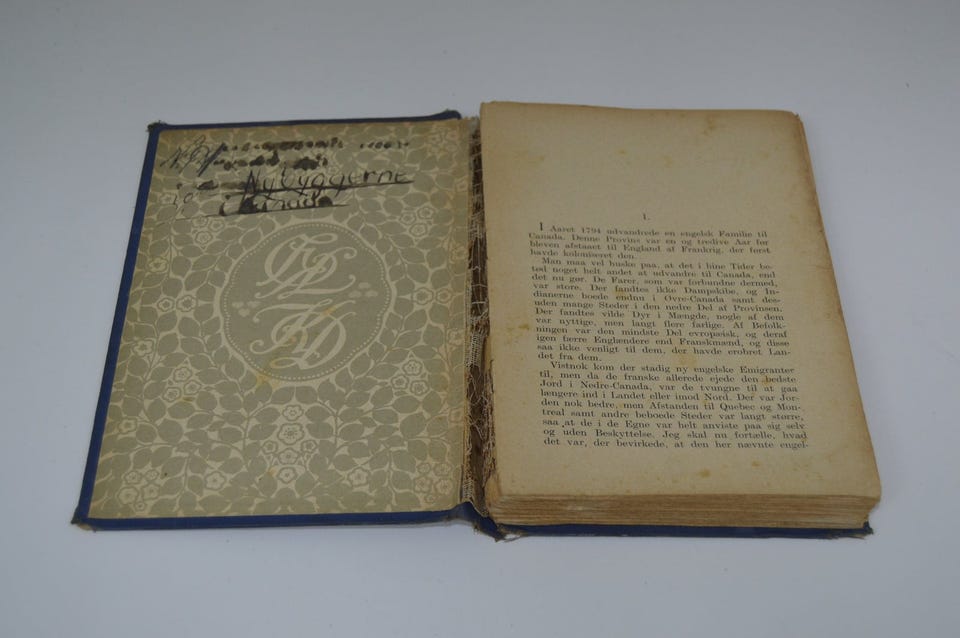 Nybyggerne
i Canada
I.
I Aaret 1794 udvandrede en engelsk Familie til
Canada. Denne Provins var en og tredive Aar før
bleven afstaaet til England af Frankrig, der først
havde koloniseret den.
Man maa vel huske paa, at det i hine Tider be-
tød noget helt andet at udvandre til Canada, end
det nu gør. De Farer, som var forbundne dermed,
var store. Der fandtes ikke Dampskibe, og In-
dianerne boede endnu i Øvre-Canada samt des-
uden mange Steder i den nedre Del af Provinsen.
Der fandtes vilde Dyr i Mængde, nogle af dem
var nyttige, men langt flere farlige. Af Befolk-
ningen var den mindste Del evropæisk, og deraf
igen færre Englændere end Franskmænd, og disse
saa ikke venligt til dem, der havde erobret Lan-
det fra dem.
Vistnok kom der stadig ny engelske Emigranter
til, men da de franske allerede ejede den bedste
Jord i Nedre-Canada, var de tvungne til at gaa
længere ind i Landet eller imod Nord. Der var Jor-
den nok bedre, men Afstanden til Quebec og Mon-
treal samt andre beboede Steder var langt større,
saa at de i de Egne var helt anviste paa sig selv
og uden Beskyttelse. Jeg skal nu fortælle, hvad
det var, der bevirkede, at den her nævnte engel-